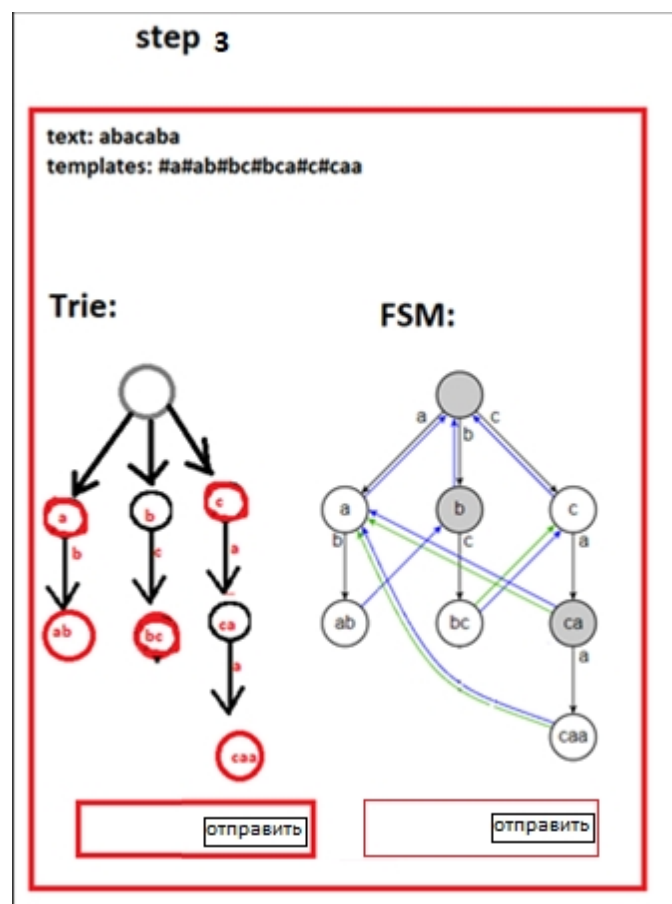 step 3
text: abacaba
templates: #a#ab#bc#bca#c#caa
Trie:
FSM:
a
b
c
b
c
a
ab
bc
ca
a
caa
a
b
c
a
b
c
b
c
a
ab
bc
ca
a
caa
отправить
отправить